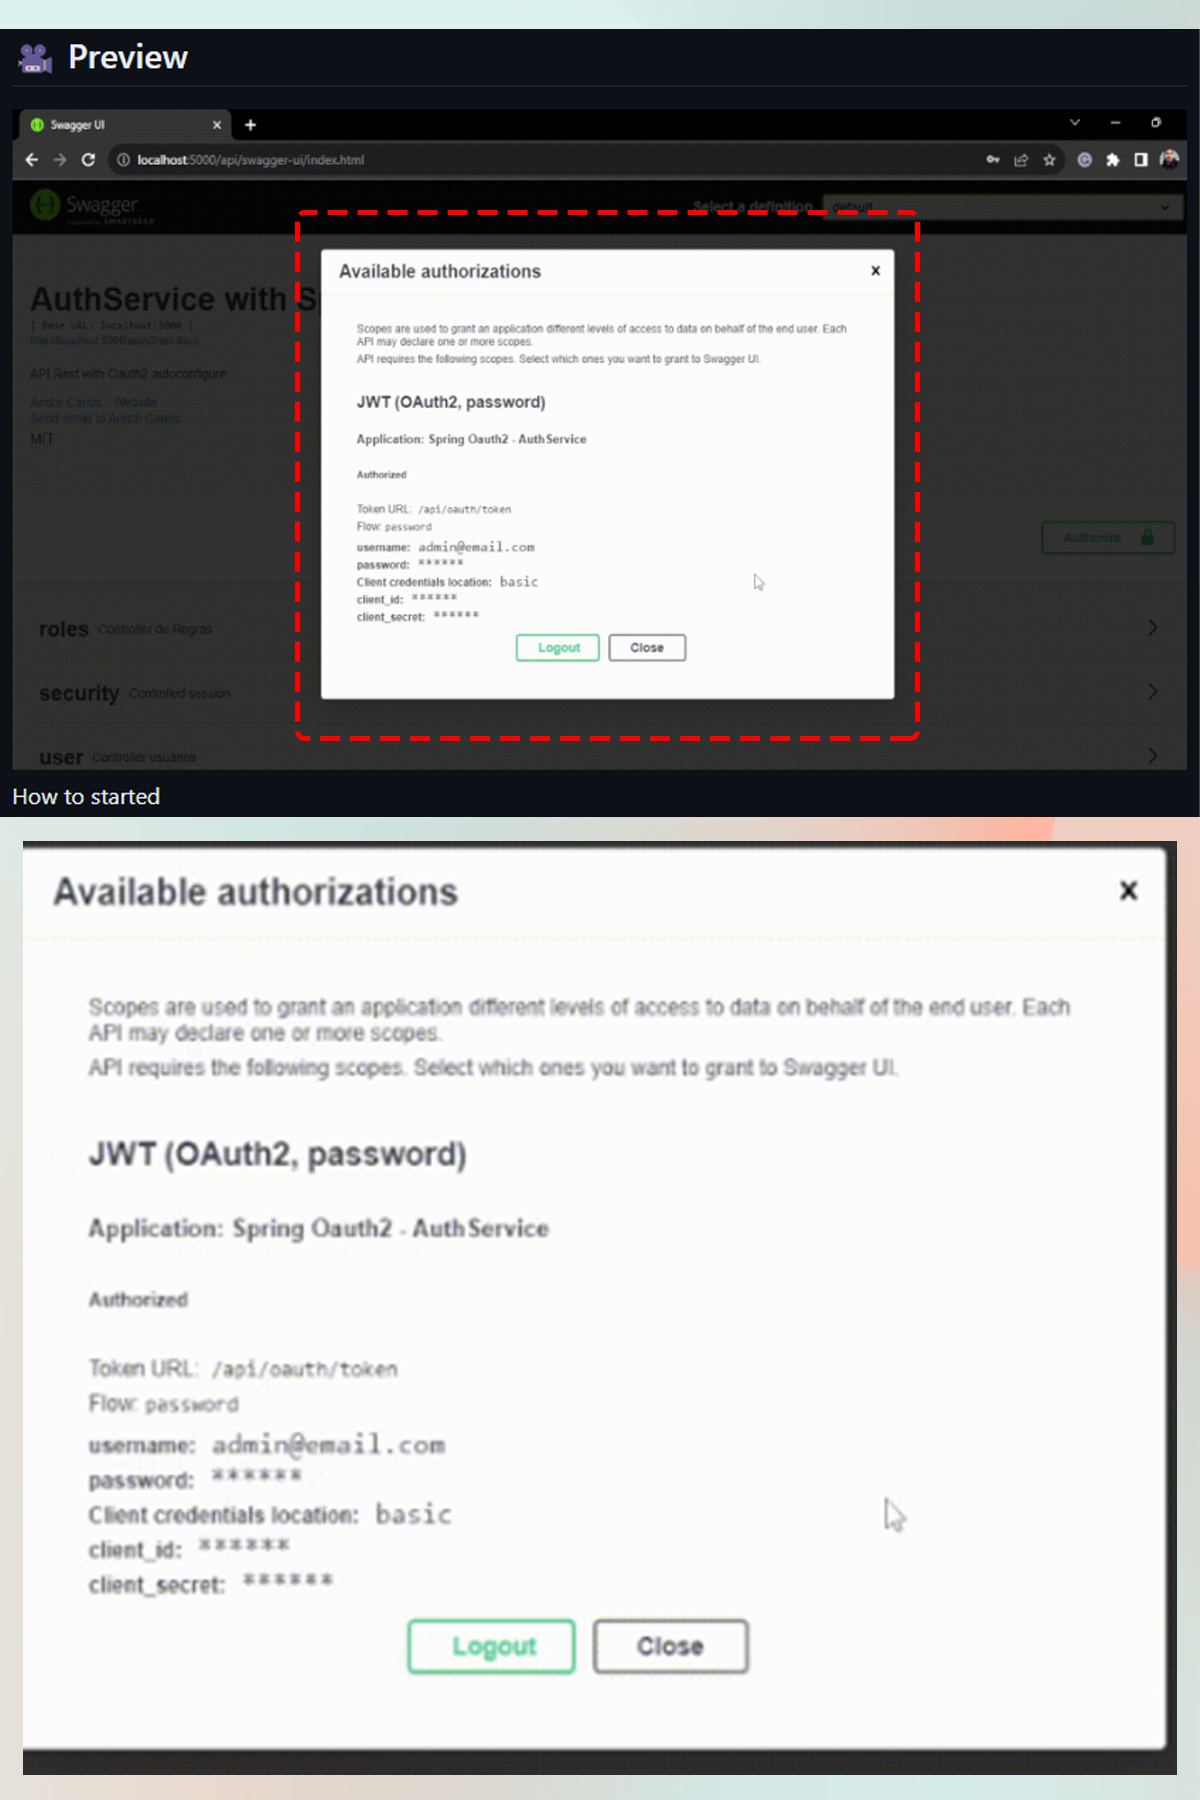 Preview
Swagger UI
localhost:5000/api/swagger-ui/index.html
Swagger
Select a definition default
Available authorizations x
AuthService with Sp
[ Base URL: localhost:5000 ]
http://localhost:5000/api/v2/api-docs
API Rest with Oauth2 autoconfigure
André Carlos - Website
Send email to André Carlos
MIT
Scopes are used to grant an application different levels of access to data on behalf of the end user. Each
API may declare one or more scopes.
API requires the following scopes. Select which ones you want to grant to Swagger UI.
JWT (OAuth2, password)
Application: Spring Oauth2 - AuthService
Authorized
Token URL: /api/oauth/token
Flow: password
username: admin@email.com
password: ******
Client credentials location: basic
client_id: ******
client_secret: ******
Logout Close
Authorize
roles Controller de Regras
security Controlled session
user Controller usuários
How to started
Available authorizations x
Scopes are used to grant an application different levels of access to data on behalf of the end user. Each
API may declare one or more scopes.
API requires the following scopes. Select which ones you want to grant to Swagger UI.
JWT (OAuth2, password)
Application: Spring Oauth2 - AuthService
Authorized
Token URL: /api/oauth/token
Flow: password
username: admin@email.com
password: ******
Client credentials location: basic
client_id: ******
client_secret: ******
Logout Close